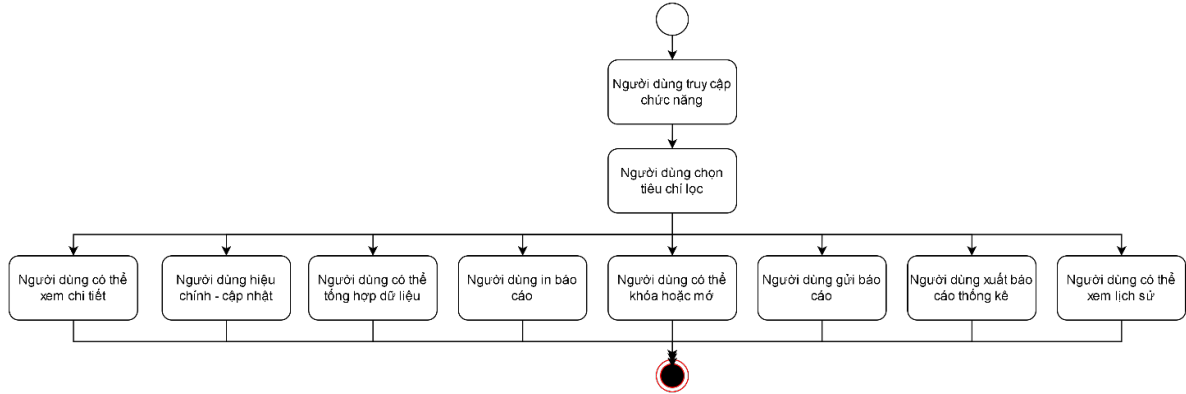 Người dùng truy cập
chức năng
Người dùng chọn
tiêu chí lọc
Người dùng có thể
xem chi tiết
Người dùng hiệu
chỉnh - cập nhật
Người dùng có thể
tổng hợp dữ liệu
Người dùng in báo
cáo
Người dùng có thể
khóa hoặc mở
Người dùng gửi báo
cáo
Người dùng xuất báo
cáo thống kê
Người dùng có thể
xem lịch sử